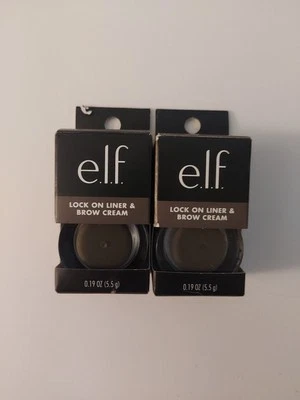 e.l.f.
LOCK ON LINER &
BROW CREAM
0.19 OZ (5.5 g)
e.l.f.
LOCK ON LINER &
BROW CREAM
0.19 OZ (5.5 g)